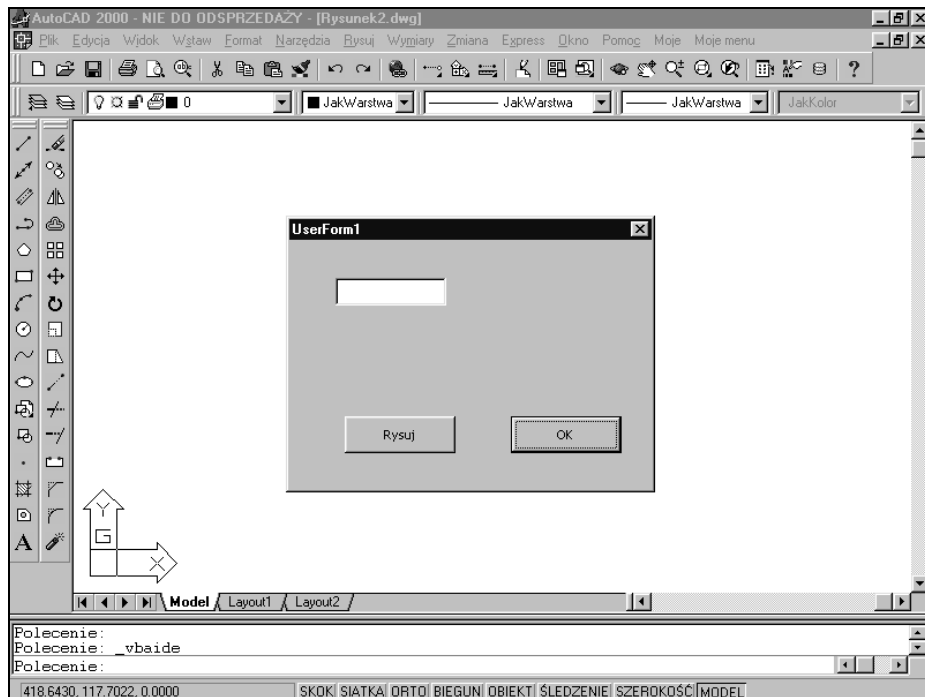 AutoCAD 2000 - NIE DO ODSPRZEDAŻY - [Rysunek2.dwg]
Plik Edycja Widok Wstaw Format Narzędzia Rysuj Wymiary Zmiana Express Okno Pomoc Moje Moje menu
0 JakWarstwa JakWarstwa JakWarstwa JakKolor
UserForm1
Rysuj OK
Y
G
X
A
Model Layout1 Layout2
Polecenie:
Polecenie: _vbaide
Polecenie:
418.6430, 117.7022, 0.0000 SKOK SIATKA ORTO BIEGUN OBIEKT ŚLEDZENIE SZEROKOŚĆ MODEL